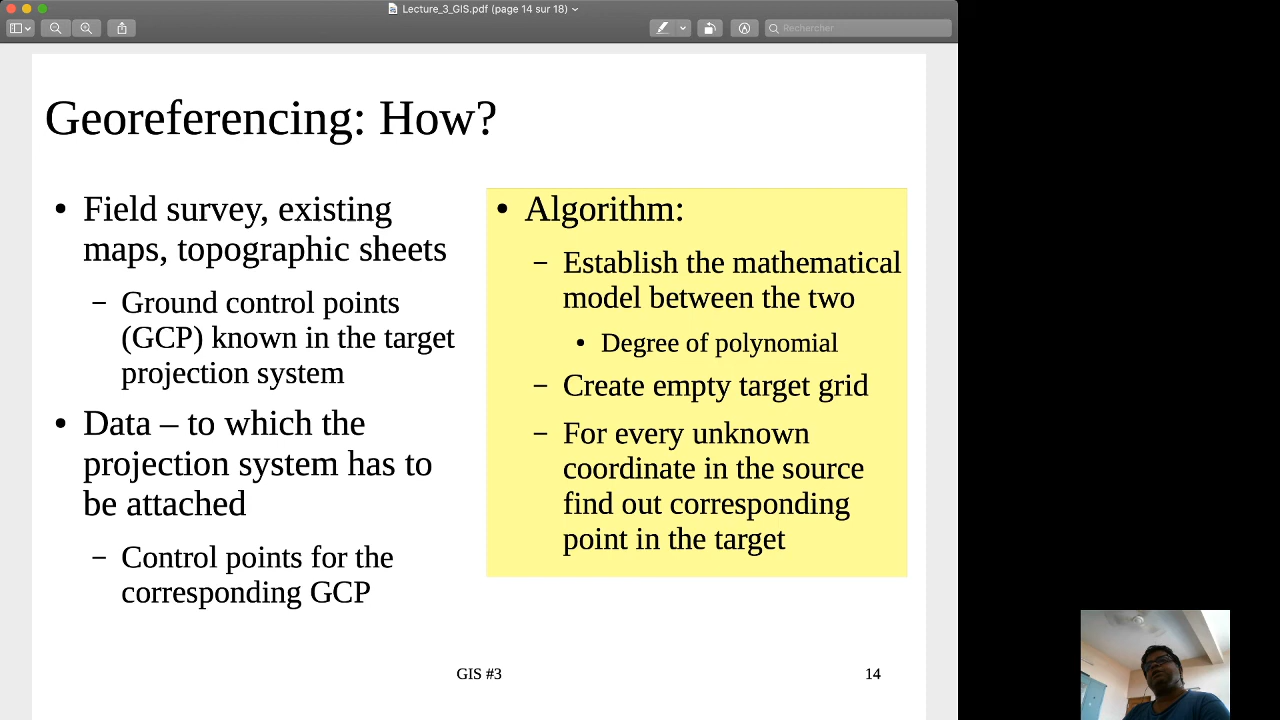 Lecture_3_GIS.pdf (page 14 sur 18)
Rechercher
Georeferencing: How?
• Field survey, existing
maps, topographic sheets
– Ground control points
(GCP) known in the target
projection system
• Data – to which the
projection system has to
be attached
– Control points for the
corresponding GCP
• Algorithm:
– Establish the mathematical
model between the two
• Degree of polynomial
– Create empty target grid
– For every unknown
coordinate in the source
find out corresponding
point in the target
GIS #3
14